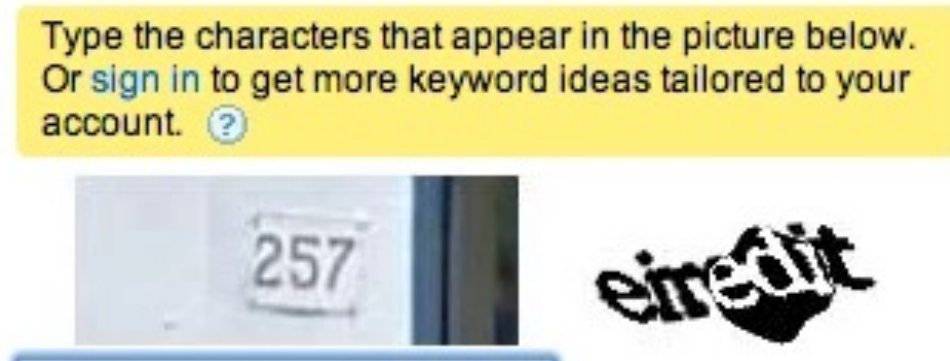 Type the characters that appear in the picture below.
Or sign in to get more keyword ideas tailored to your
account. ?
257